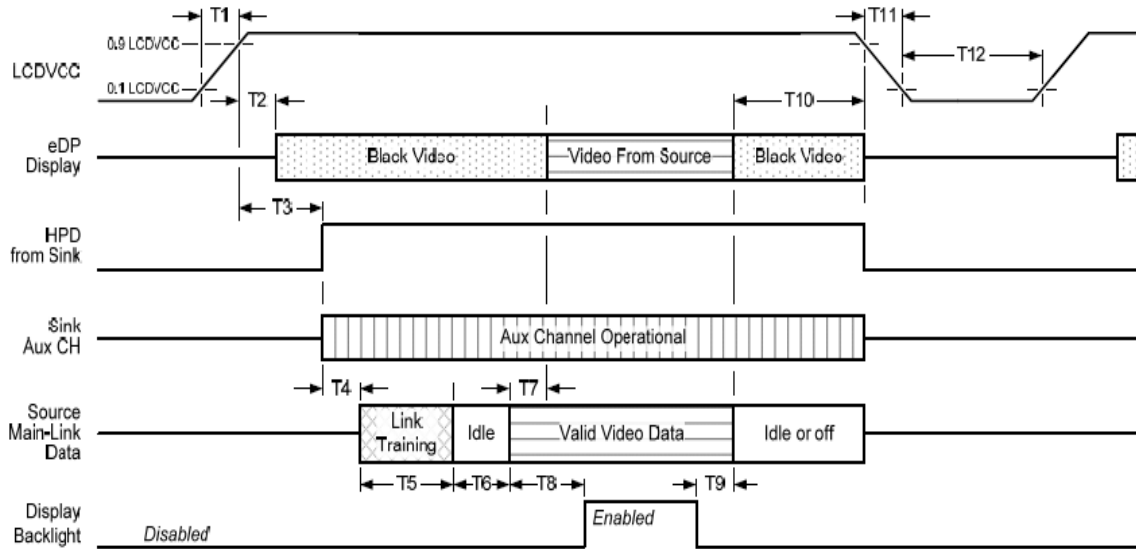 T1
T11
0.9 LCDVCC
LCDVCC
T12
0.1 LCDVCC
T2
T10
eDP
Display
Black Video
Video From Source
Black Video
T3
HPD
from Sink
Sink
Aux CH
Aux Channel Operational
T4
T7
Source
Main-Link
Data
Link
Training
Idle
Valid Video Data
Idle or off
T5
T6
T8
T9
Display
Backlight
Disabled
Enabled